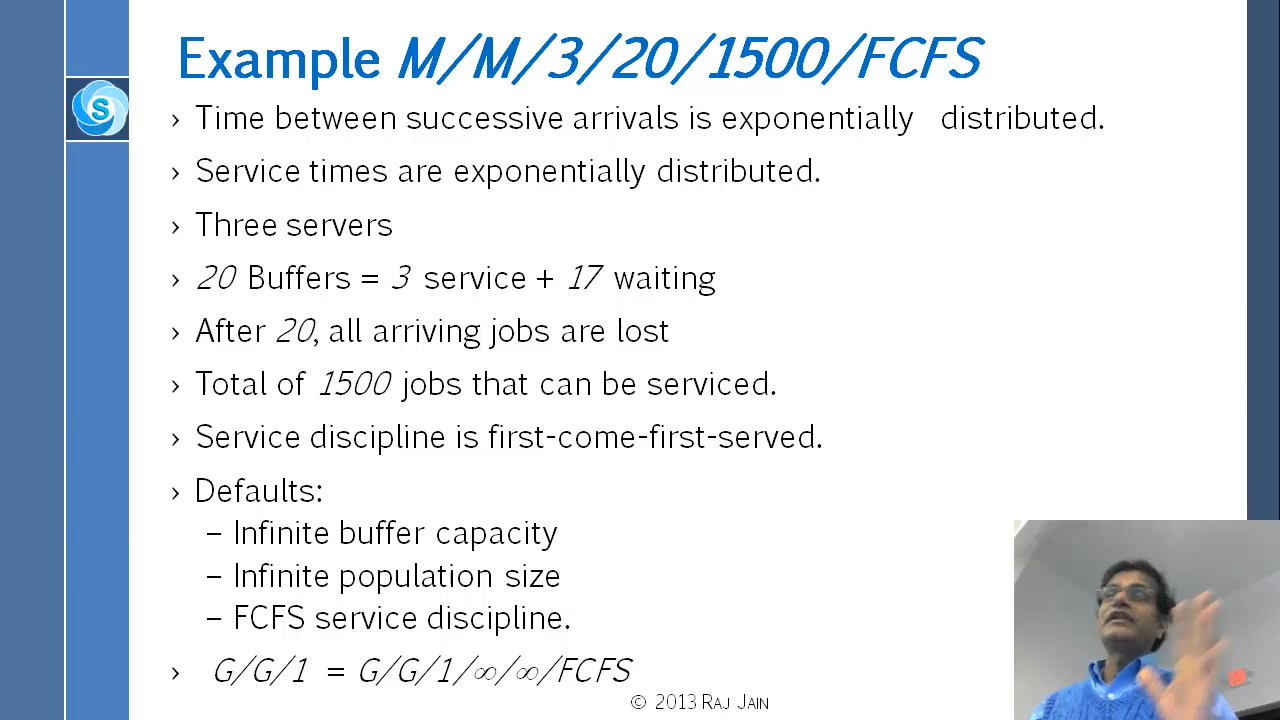 Example M/M/3/20/1500/FCFS
› Time between successive arrivals is exponentially distributed.
› Service times are exponentially distributed.
› Three servers
› 20 Buffers = 3 service + 17 waiting
› After 20, all arriving jobs are lost
› Total of 1500 jobs that can be serviced.
› Service discipline is first-come-first-served.
› Defaults:
– Infinite buffer capacity
– Infinite population size
– FCFS service discipline.
› G/G/1 = G/G/1/∞/∞/FCFS
© 2013 RAJ JAIN
S